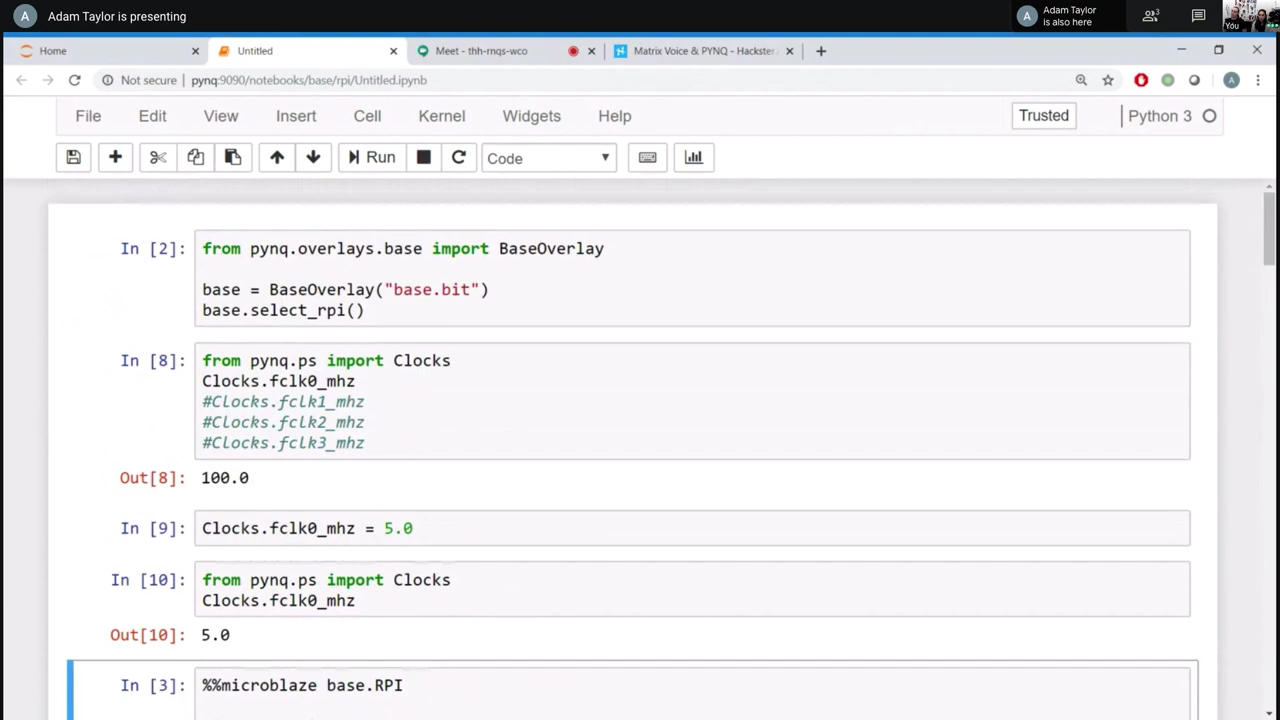 A Adam Taylor is presenting
A Adam Taylor is also here
3
You
Home
Untitled
Meet - thh-rnqs-wco
Matrix Voice & PYNQ - Hackster
Not secure | pynq:9090/notebooks/base/rpi/Untitled.ipynb
A
File Edit View Insert Cell Kernel Widgets Help Trusted Python 3
Run Code
In [2]: from pynq.overlays.base import BaseOverlay
base = BaseOverlay("base.bit")
base.select_rpi()
In [8]: from pynq.ps import Clocks
Clocks.fclk0_mhz
#Clocks.fclk1_mhz
#Clocks.fclk2_mhz
#Clocks.fclk3_mhz
Out[8]: 100.0
In [9]: Clocks.fclk0_mhz = 5.0
In [10]: from pynq.ps import Clocks
Clocks.fclk0_mhz
Out[10]: 5.0
In [3]: %%microblaze base.RPI